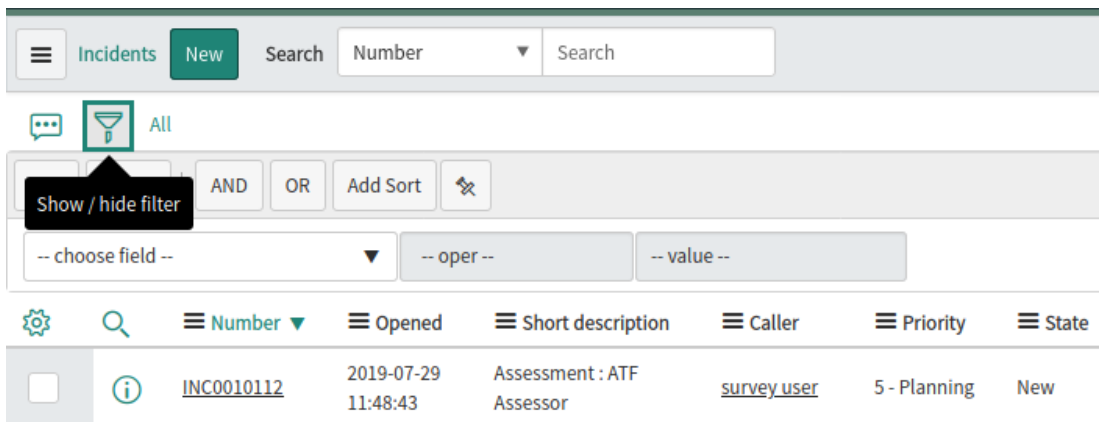 Incidents New Search Number Search
All
AND OR Add Sort
Show / hide filter
-- choose field -- -- oper -- -- value --
Number Opened Short description Caller Priority State
INC0010112 2019-07-29 11:48:43 Assessment : ATF Assessor survey user 5 - Planning New